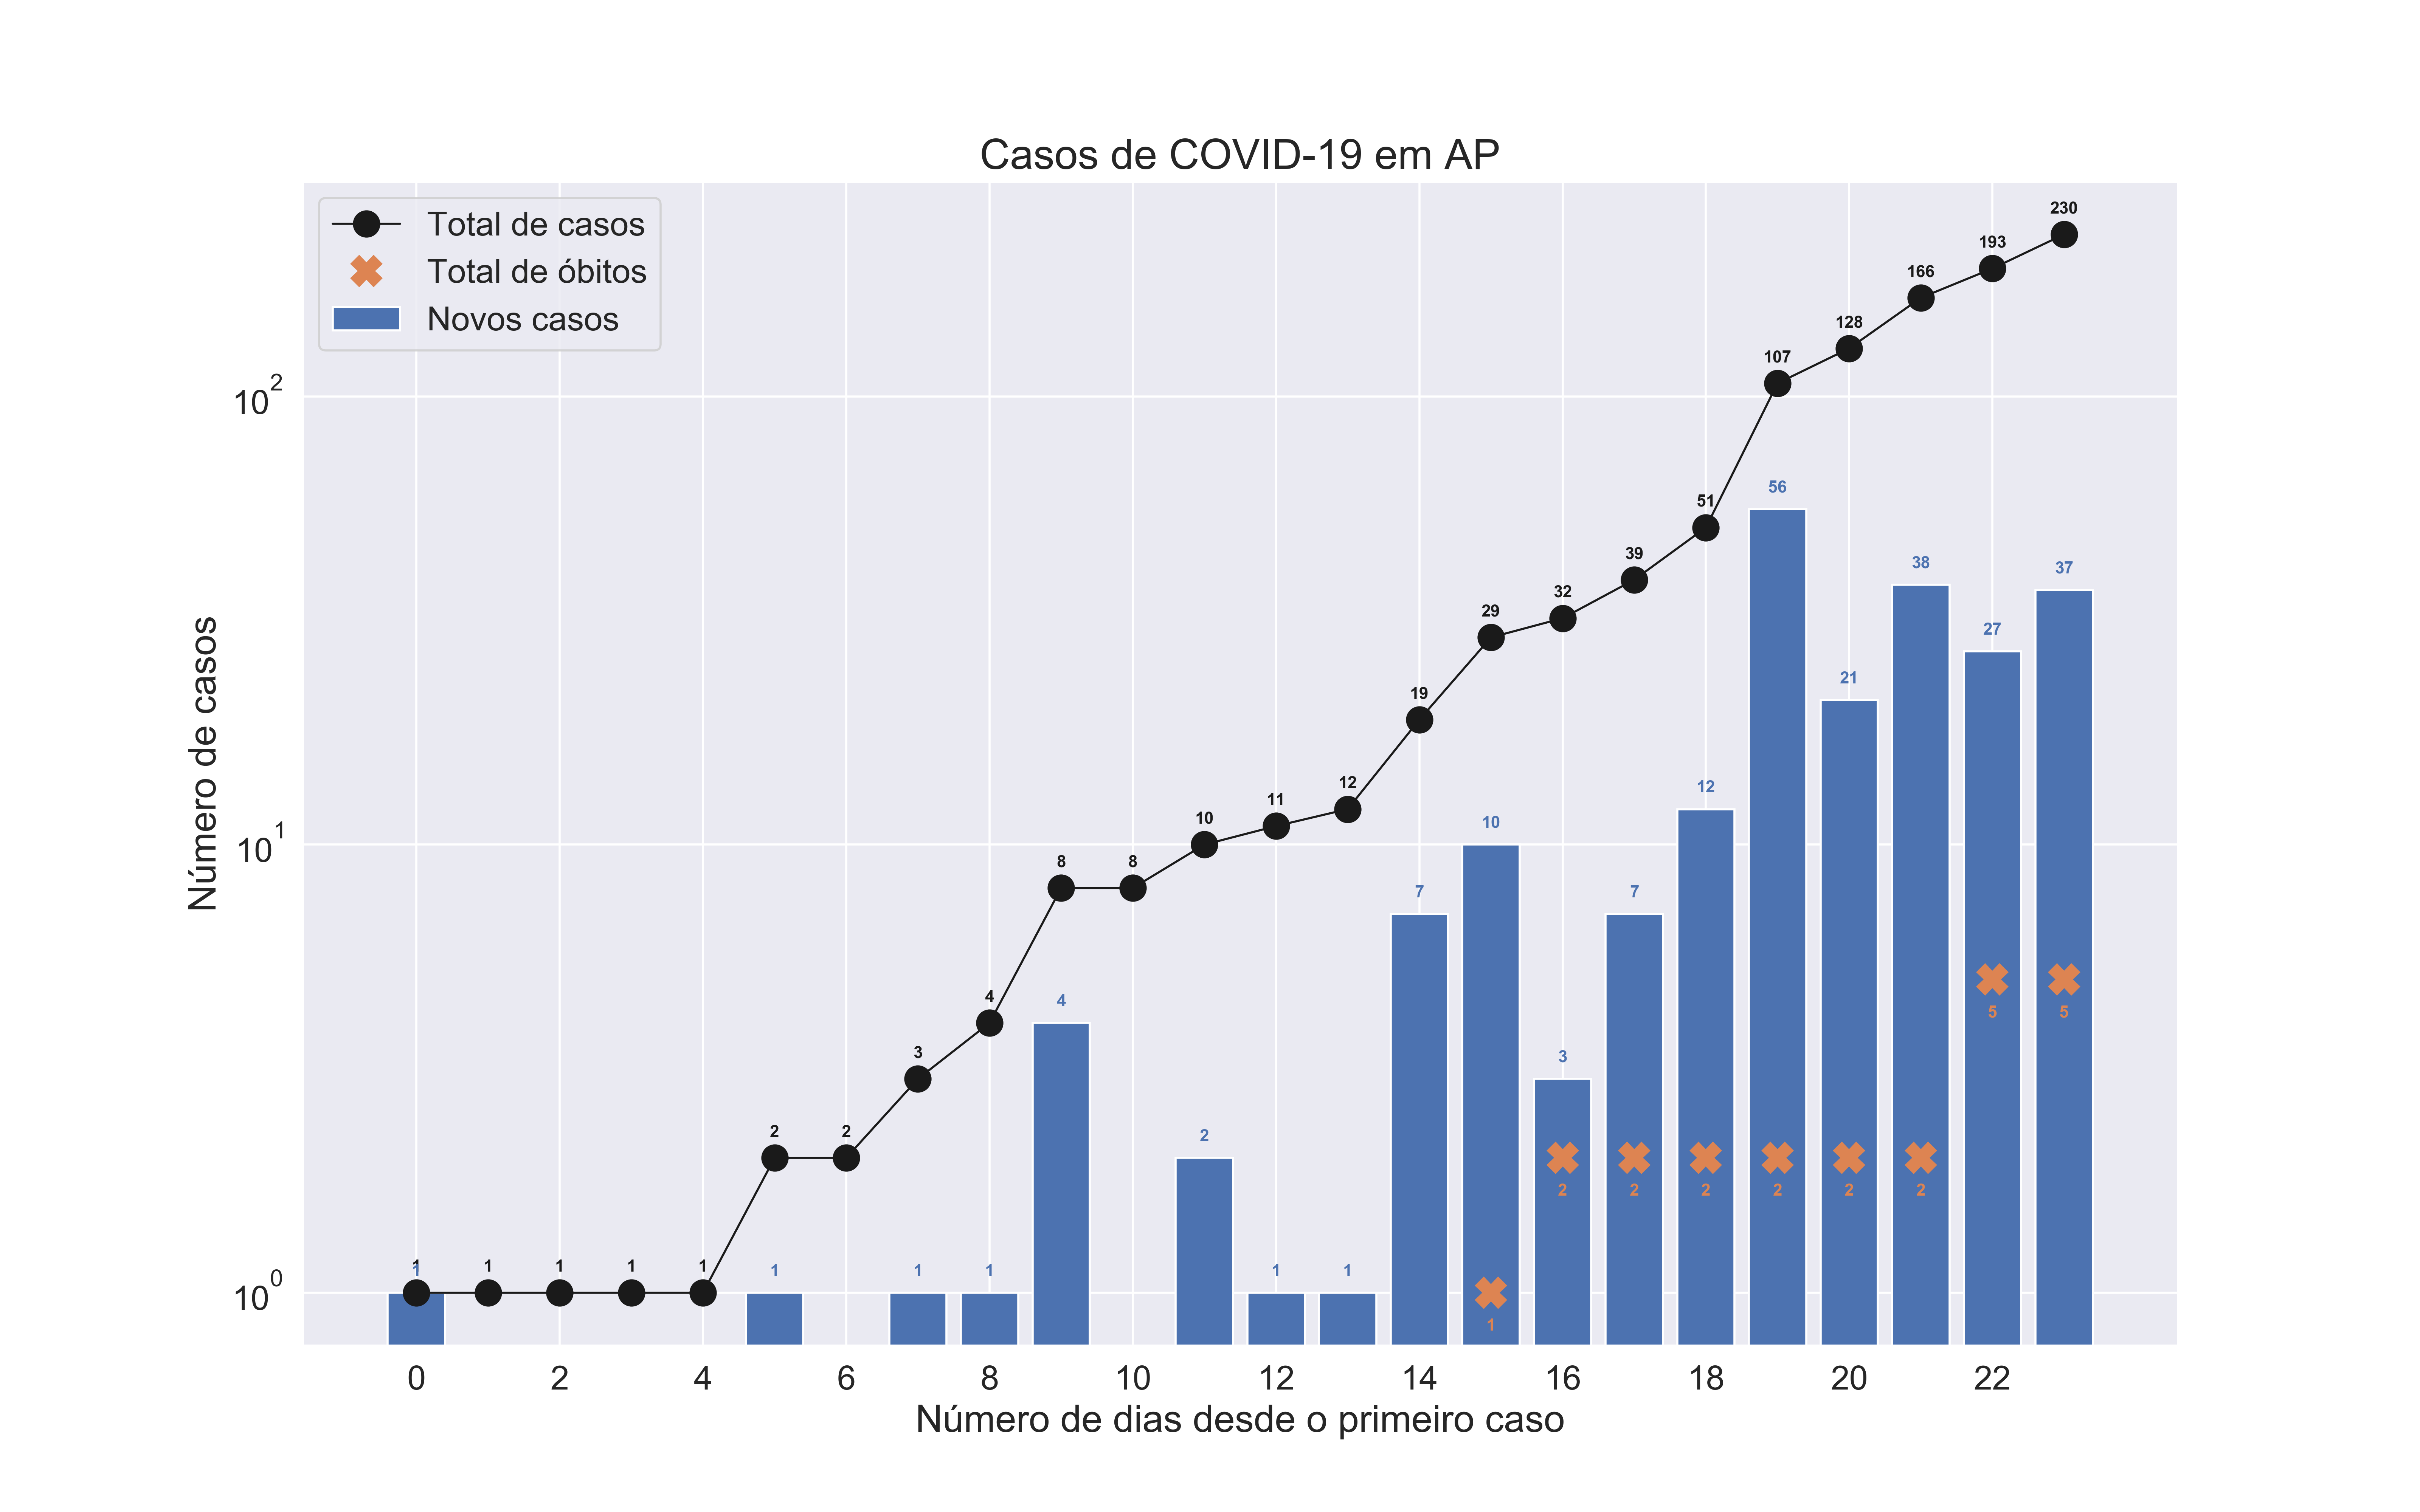 Casos de COVID-19 em AP
Total de casos
Total de óbitos
Novos casos
Número de casos
10^2
10^1
10^0
1 1 1 1 1 2 2 3 4 8 8 10 11 12 19 29 32 39 51 107 128 166 193 230
1 1 1 1 4 2 1 1 7 10 3 7 12 56 21 38 27 37
1 2 2 2 2 2 2 5 5
0 2 4 6 8 10 12 14 16 18 20 22
Número de dias desde o primeiro caso